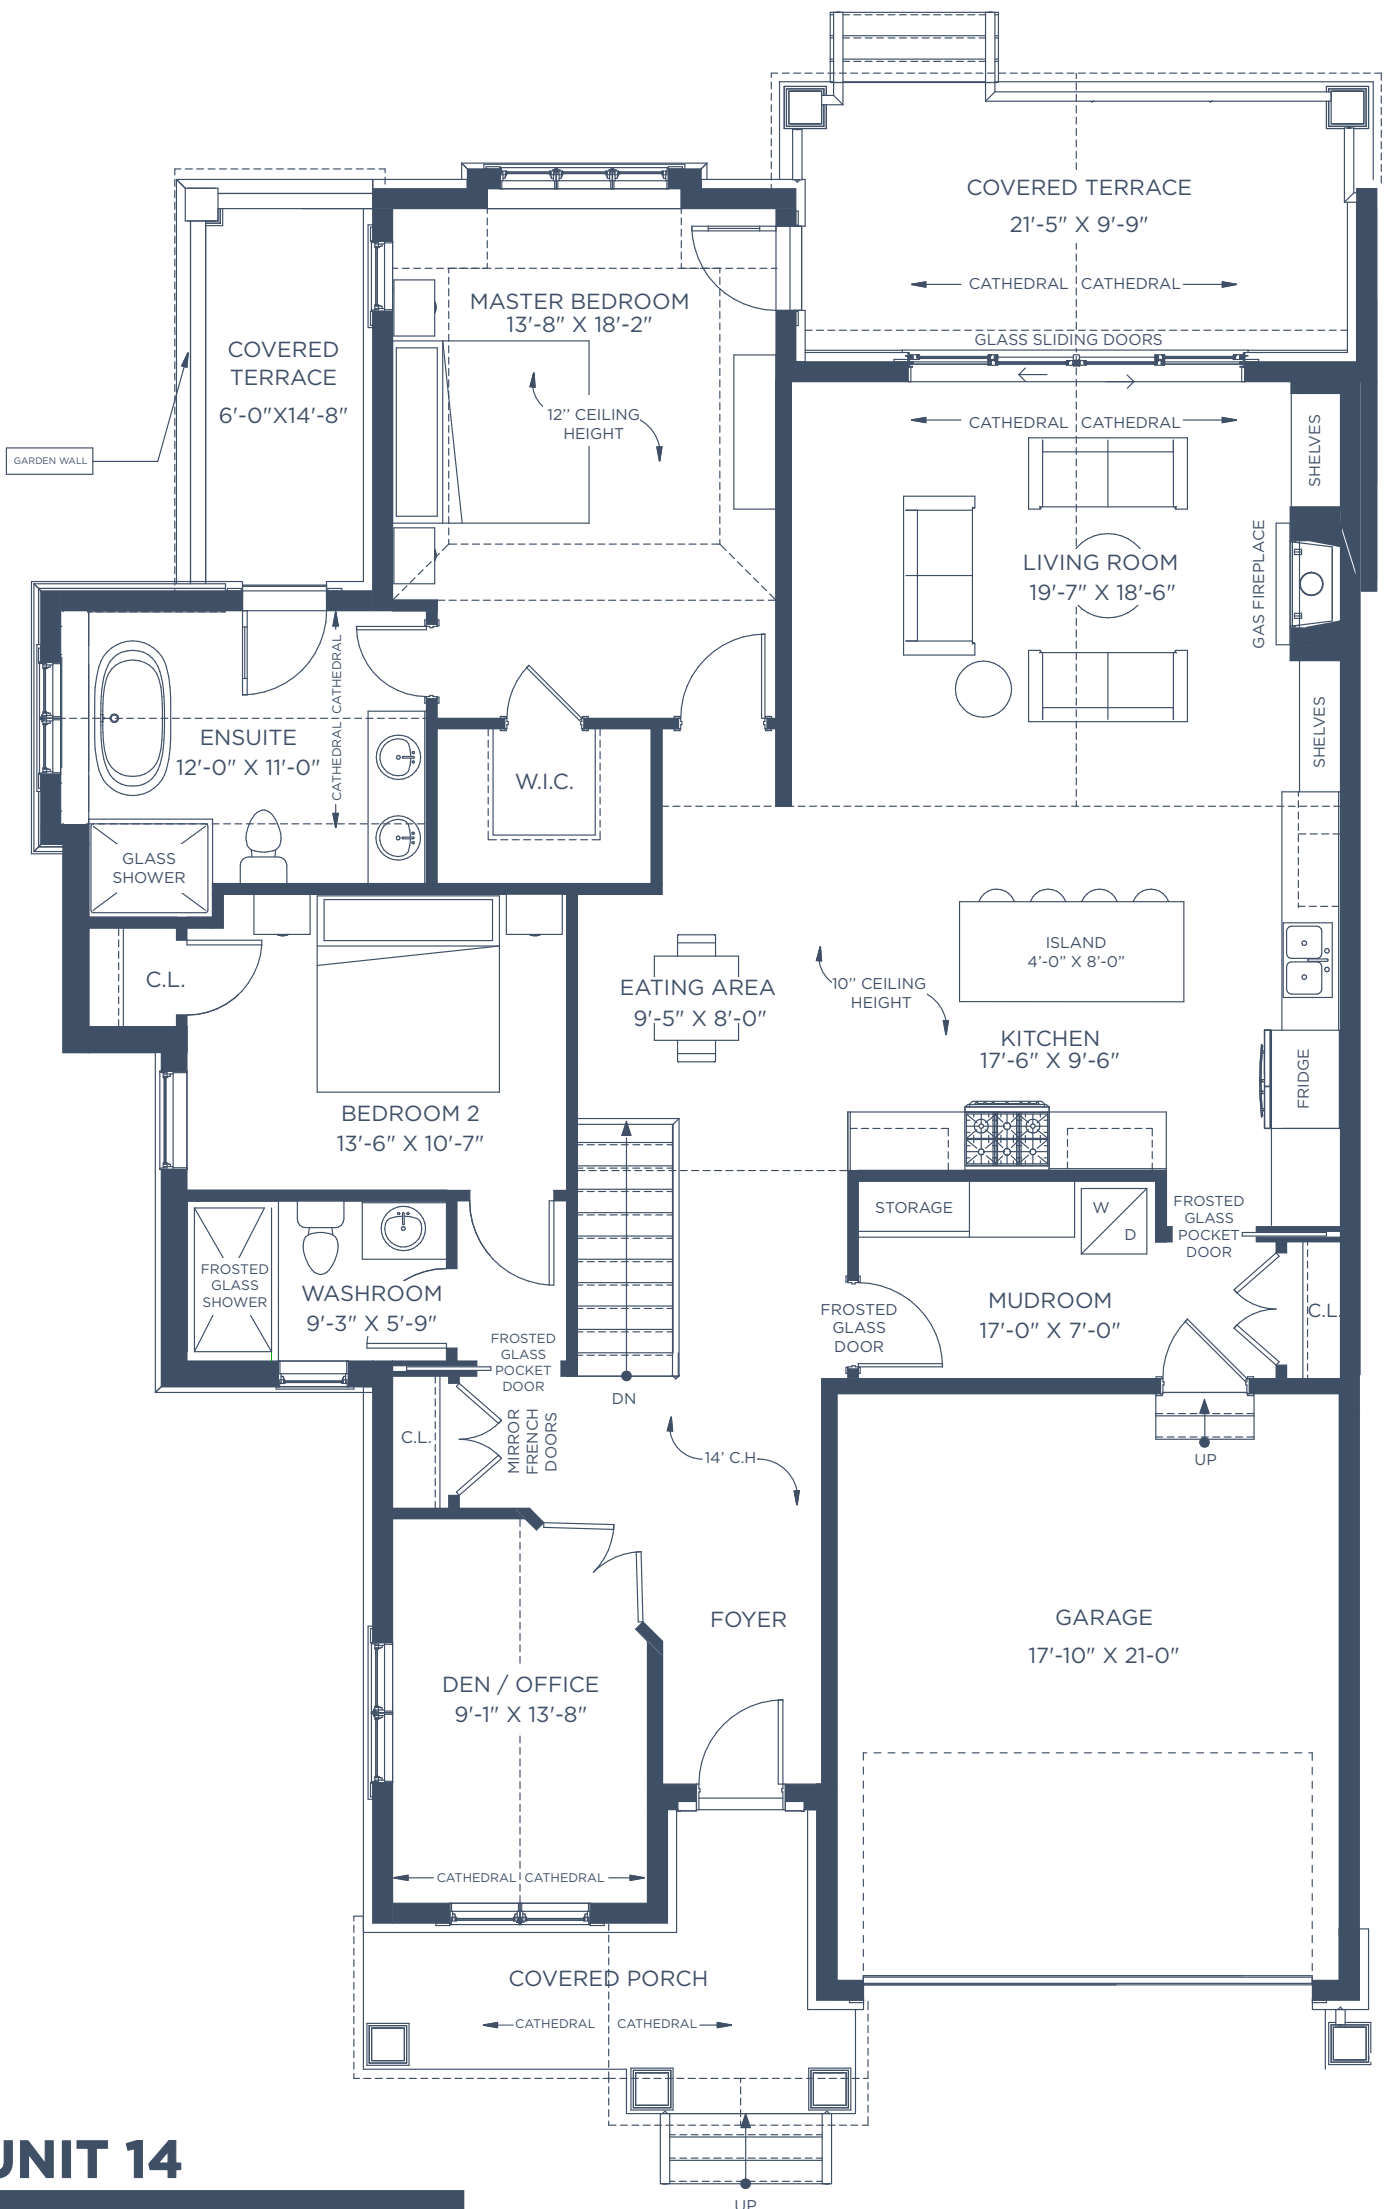 COVERED TERRACE
21'-5" X 9'-9"
CATHEDRAL CATHEDRAL
GLASS SLIDING DOORS
MASTER BEDROOM
13'-8" X 18'-2"
12'' CEILING
HEIGHT
COVERED
TERRACE
6'-0"X14'-8"
GARDEN WALL
CATHEDRAL CATHEDRAL
SHELVES
LIVING ROOM
19'-7" X 18'-6"
GAS FIREPLACE
SHELVES
ENSUITE
12'-0" X 11'-0"
CATHEDRAL CATHEDRAL
W.I.C.
GLASS
SHOWER
C.L.
ISLAND
4'-0" X 8'-0"
EATING AREA
9'-5" X 8'-0"
10'' CEILING
HEIGHT
KITCHEN
17'-6" X 9'-6"
FRIDGE
BEDROOM 2
13'-6" X 10'-7"
STORAGE
W
D
FROSTED
GLASS
POCKET
DOOR
FROSTED
GLASS
SHOWER
WASHROOM
9'-3" X 5'-9"
FROSTED
GLASS
POCKET
DOOR
FROSTED
GLASS
DOOR
MUDROOM
17'-0" X 7'-0"
C.L.
DN
C.L.
MIRROR
FRENCH
DOORS
14' C.H
UP
FOYER
GARAGE
17'-10" X 21-0"
DEN / OFFICE
9'-1" X 13'-8"
CATHEDRAL CATHEDRAL
COVERED PORCH
CATHEDRAL CATHEDRAL
UNIT 14
UP